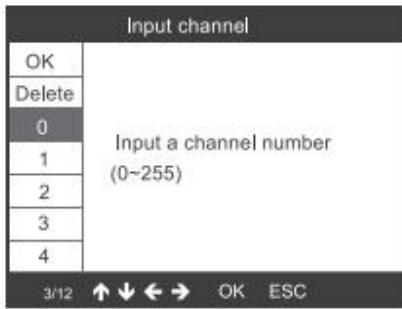 Input channel
OK
Delete
0
1
2
3
4
Input a channel number
(0~255)
3/12 ↑ ↓ ← → OK ESC